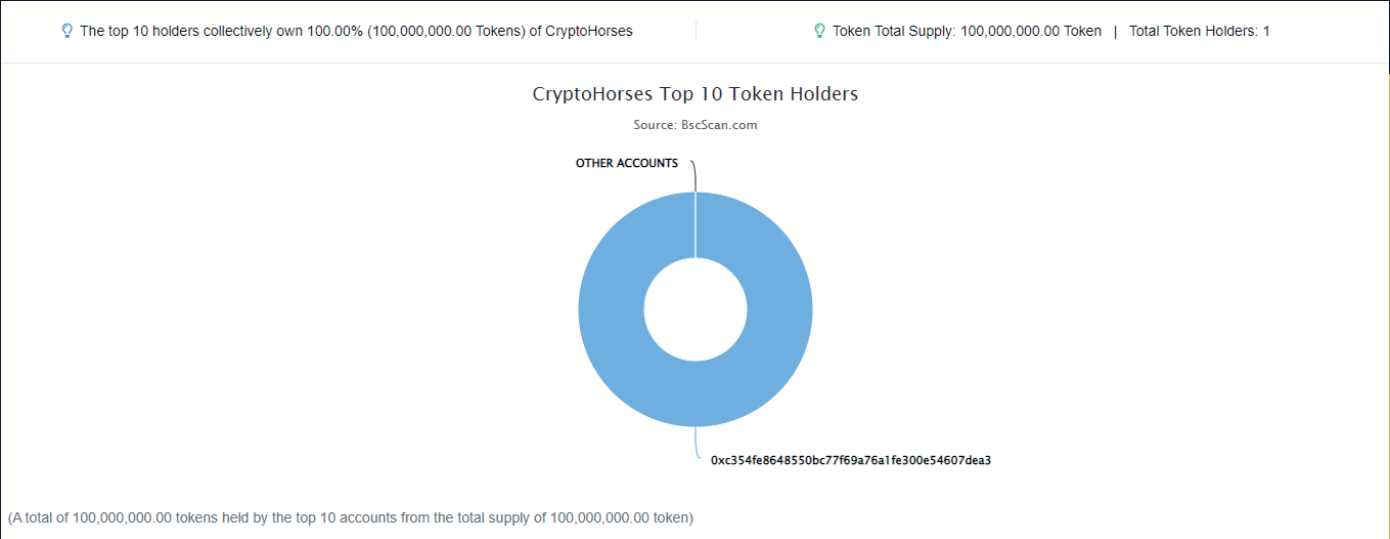 The top 10 holders collectively own 100.00% (100,000,000.00 Tokens) of CryptoHorses
Token Total Supply: 100,000,000.00 Token | Total Token Holders: 1
CryptoHorses Top 10 Token Holders
Source: BscScan.com
OTHER ACCOUNTS
0xc354fe8648550bc77f69a76a1fe300e54607dea3
(A total of 100,000,000.00 tokens held by the top 10 accounts from the total supply of 100,000,000.00 token)